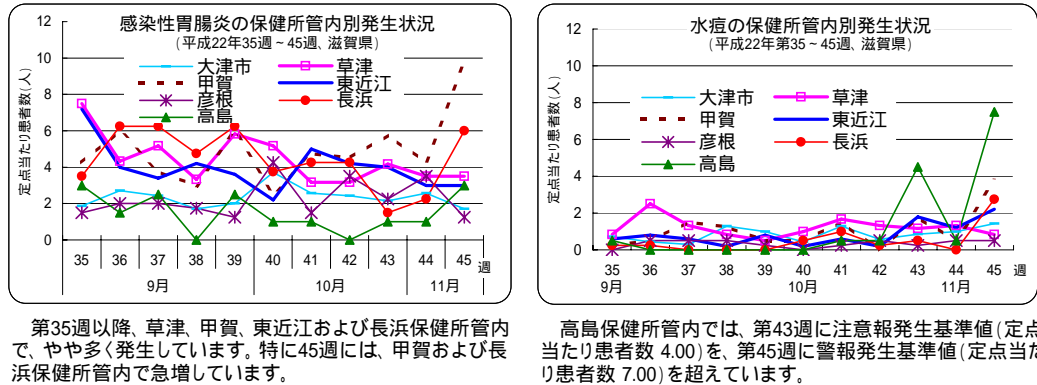 感染性胃腸炎の保健所管内別発生状況
(平成22年35週~45週、滋賀県)
定点当たり患者数(人)
12
10
8
6
4
2
0
大津市
草津
甲賀
東近江
彦根
長浜
高島
35 36 37 38 39 40 41 42 43 44 45 週
9月 10月 11月
第35週以降、草津、甲賀、東近江および長浜保健所管内
で、やや多く発生しています。特に45週には、甲賀および長
浜保健所管内で急増しています。
水痘の保健所管内別発生状況
(平成22年第35~45週、滋賀県)
定点当たり患者数(人)
12
10
8
6
4
2
0
大津市
草津
甲賀
東近江
彦根
長浜
高島
35 36 37 38 39 40 41 42 43 44 45 週
9月 10月 11月
高島保健所管内では、第43週に注意報発生基準値(定点
当たり患者数 4.00)を、第45週に警報発生基準値(定点当た
り患者数 7.00)を超えています。